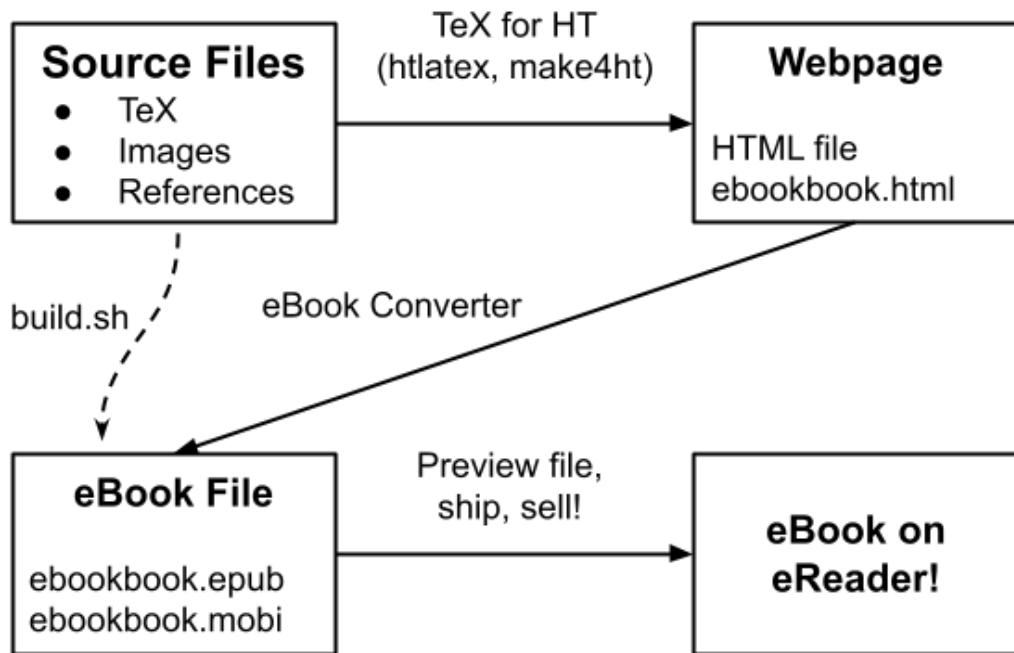 Source Files
● TeX
● Images
● References
TeX for HT
(htlatex, make4ht)
Webpage
HTML file
ebookbook.html
build.sh
eBook Converter
eBook File
ebookbook.epub
ebookbook.mobi
Preview file,
ship, sell!
eBook on
eReader!